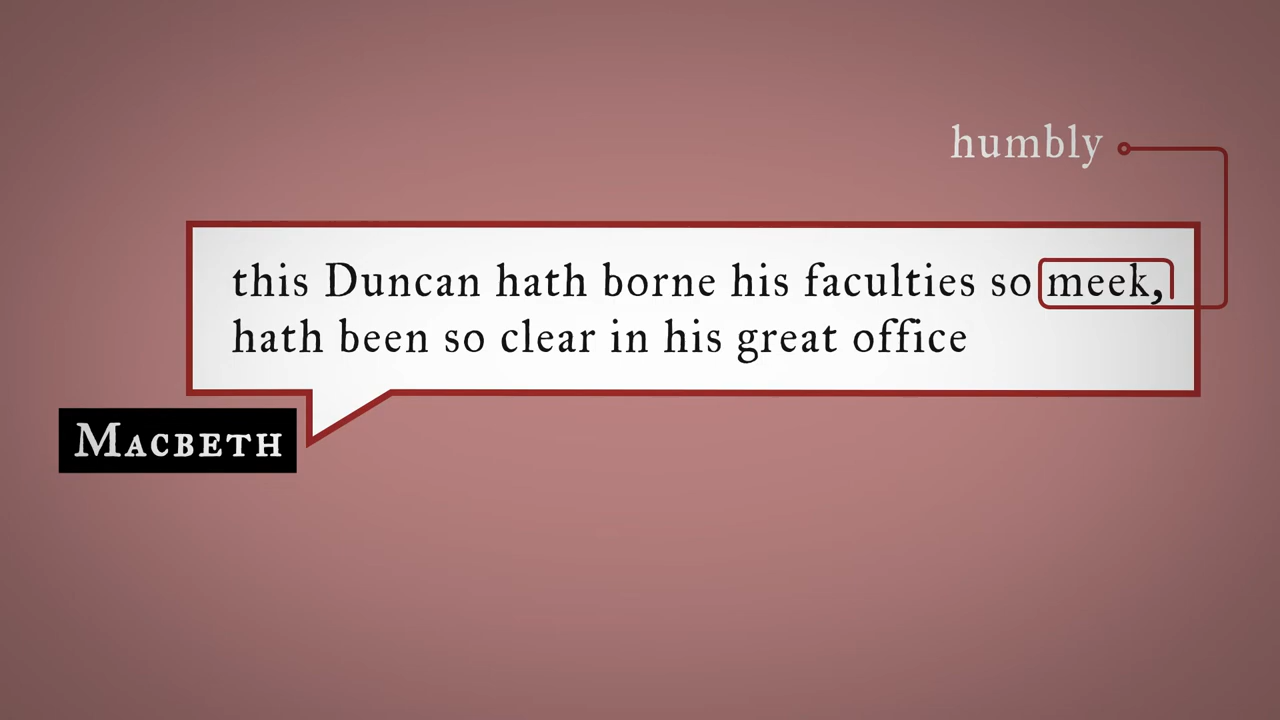 humbly
this Duncan hath borne his faculties so meek,
hath been so clear in his great office
Macbeth